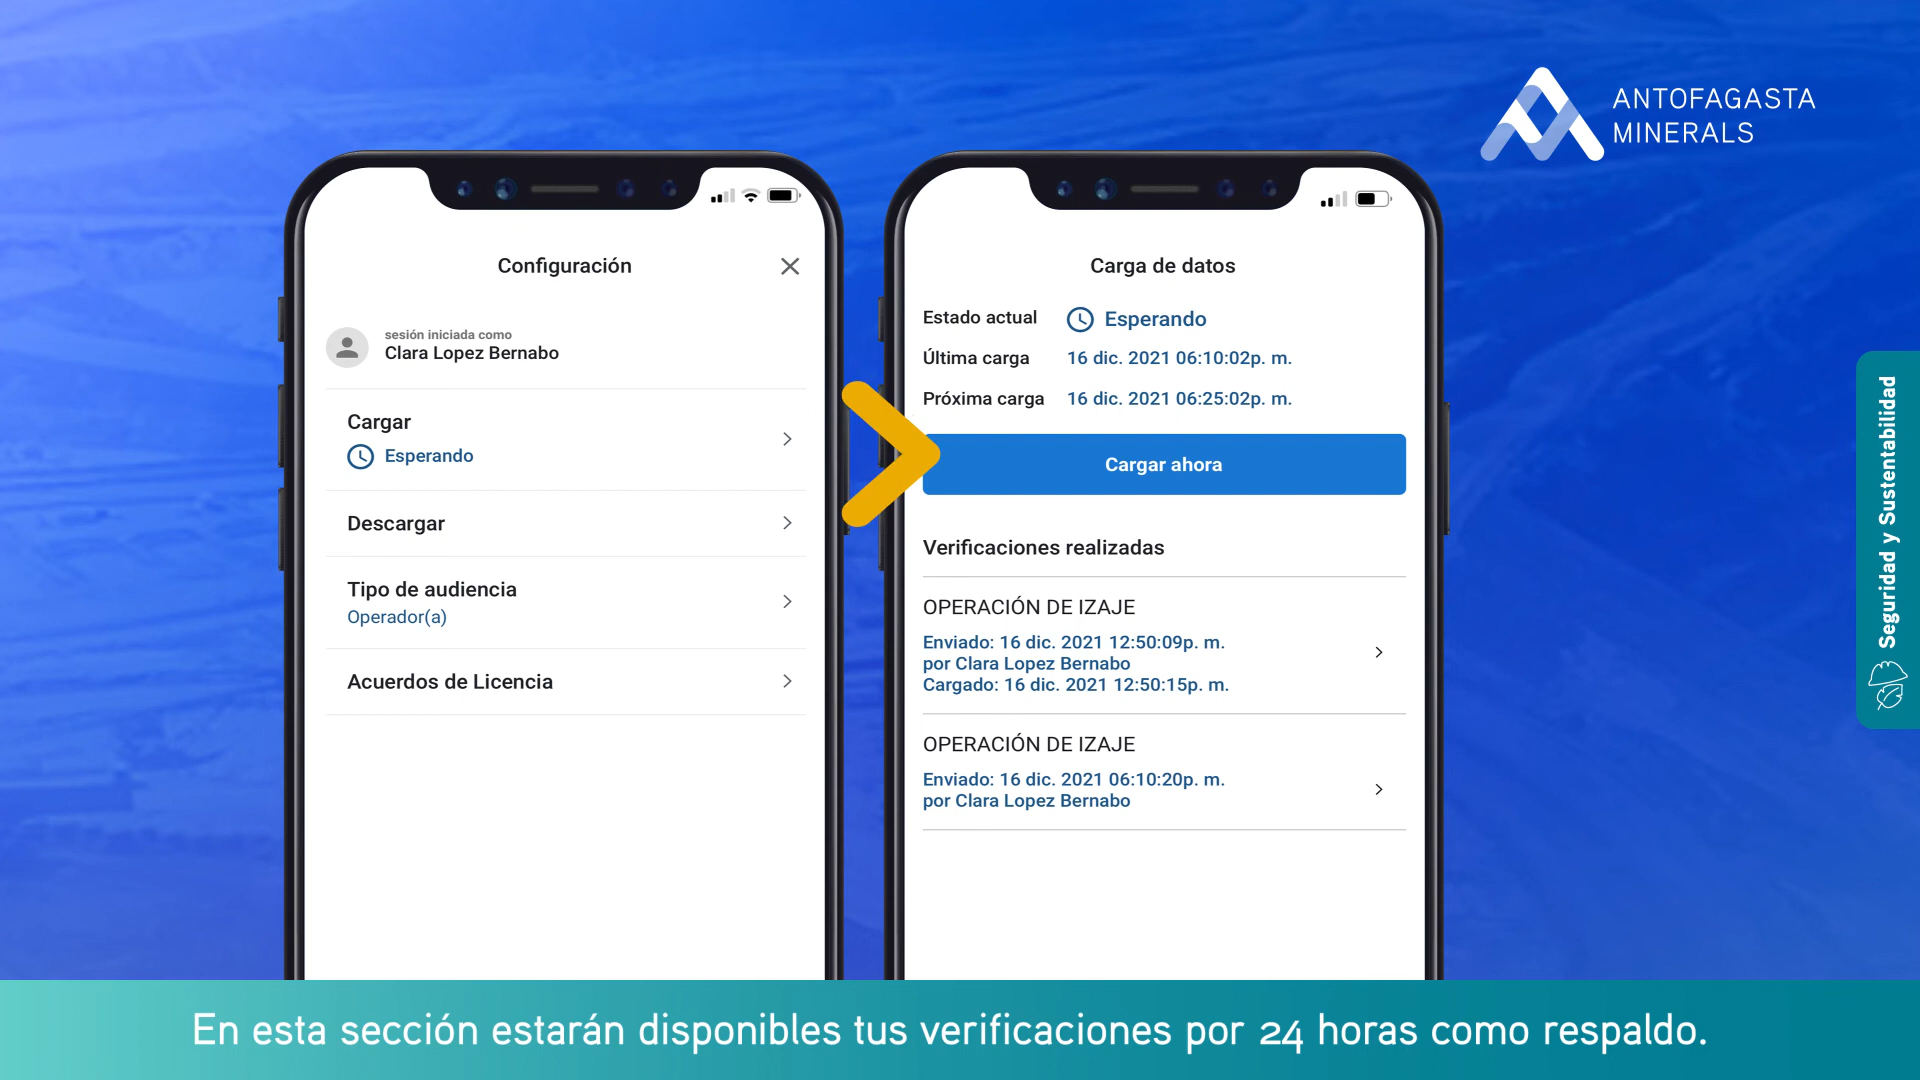 ANTOFAGASTA
MINERALS
Configuración
sesión iniciada como
Clara Lopez Bernabo
Cargar
Esperando
Descargar
Tipo de audiencia
Operador(a)
Acuerdos de Licencia
Carga de datos
Estado actual Esperando
Última carga 16 dic. 2021 06:10:02p. m.
Próxima carga 16 dic. 2021 06:25:02p. m.
Cargar ahora
Verificaciones realizadas
OPERACIÓN DE IZAJE
Enviado: 16 dic. 2021 12:50:09p. m.
por Clara Lopez Bernabo
Cargado: 16 dic. 2021 12:50:15p. m.
OPERACIÓN DE IZAJE
Enviado: 16 dic. 2021 06:10:20p. m.
por Clara Lopez Bernabo
Seguridad y Sustentabilidad
En esta sección estarán disponibles tus verificaciones por 24 horas como respaldo.